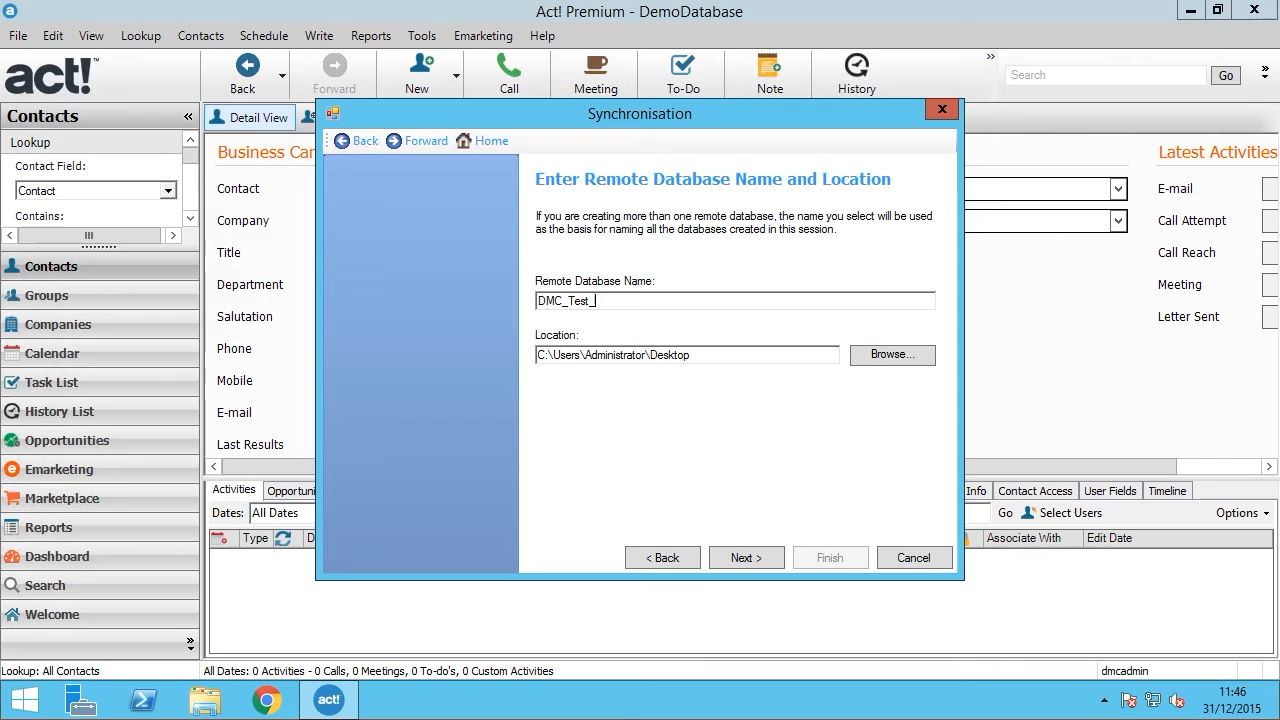 Act! Premium - DemoDatabase
File Edit View Lookup Contacts Schedule Write Reports Tools Emarketing Help
act! Back Forward New Call Meeting To-Do Note History » Search Go
Contacts «
Lookup
Contact Field:
Contact
Contains:
Contacts
Groups
Companies
Calendar
Task List
History List
Opportunities
Emarketing
Marketplace
Reports
Dashboard
Search
Welcome
»
Detail View
Business Car
Contact
Company
Title
Department
Salutation
Phone
Mobile
E-mail
Last Results
Synchronisation
Back Forward Home
Enter Remote Database Name and Location
If you are creating more than one remote database, the name you select will be used
as the basis for naming all the databases created in this session.
Remote Database Name:
DMC_Test_
Location:
C:\Users\Administrator\Desktop Browse...
< Back Next > Finish Cancel
Latest Activities
E-mail
Call Attempt
Call Reach
Meeting
Letter Sent
Activities Opportuni Info Contact Access User Fields Timeline
Dates: All Dates Go Select Users Options
Type D Associate With Edit Date
Lookup: All Contacts All Dates: 0 Activities - 0 Calls, 0 Meetings, 0 To-do's, 0 Custom Activities dmcadmin
act! 11:46
31/12/2015